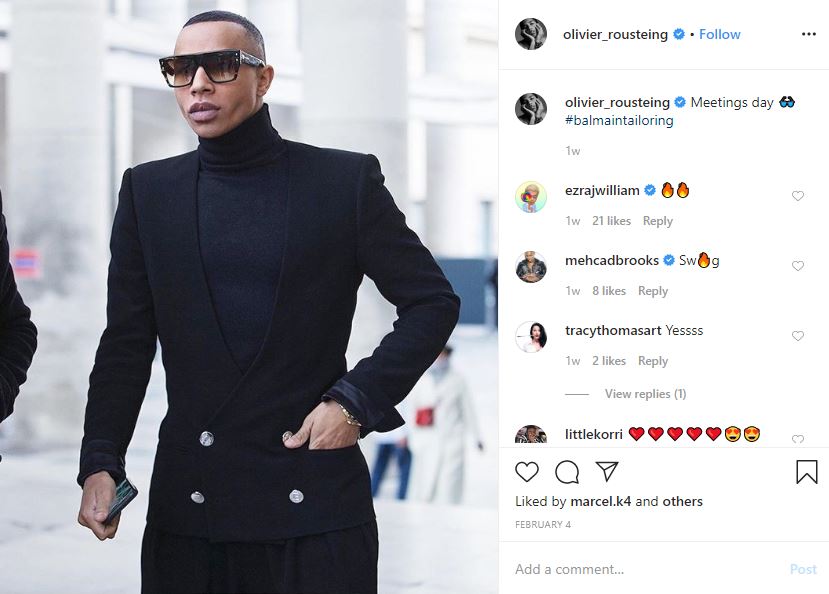 olivier_rousteing • Follow
olivier_rousteing Meetings day
#balmaintailoring
1w
ezrajwilliam
1w 21 likes Reply
mehcadbrooks Sw🔥g
1w 8 likes Reply
tracythomasart Yessss
1w 2 likes Reply
View replies (1)
littlekorri
Liked by marcel.k4 and others
FEBRUARY 4
Add a comment... Post